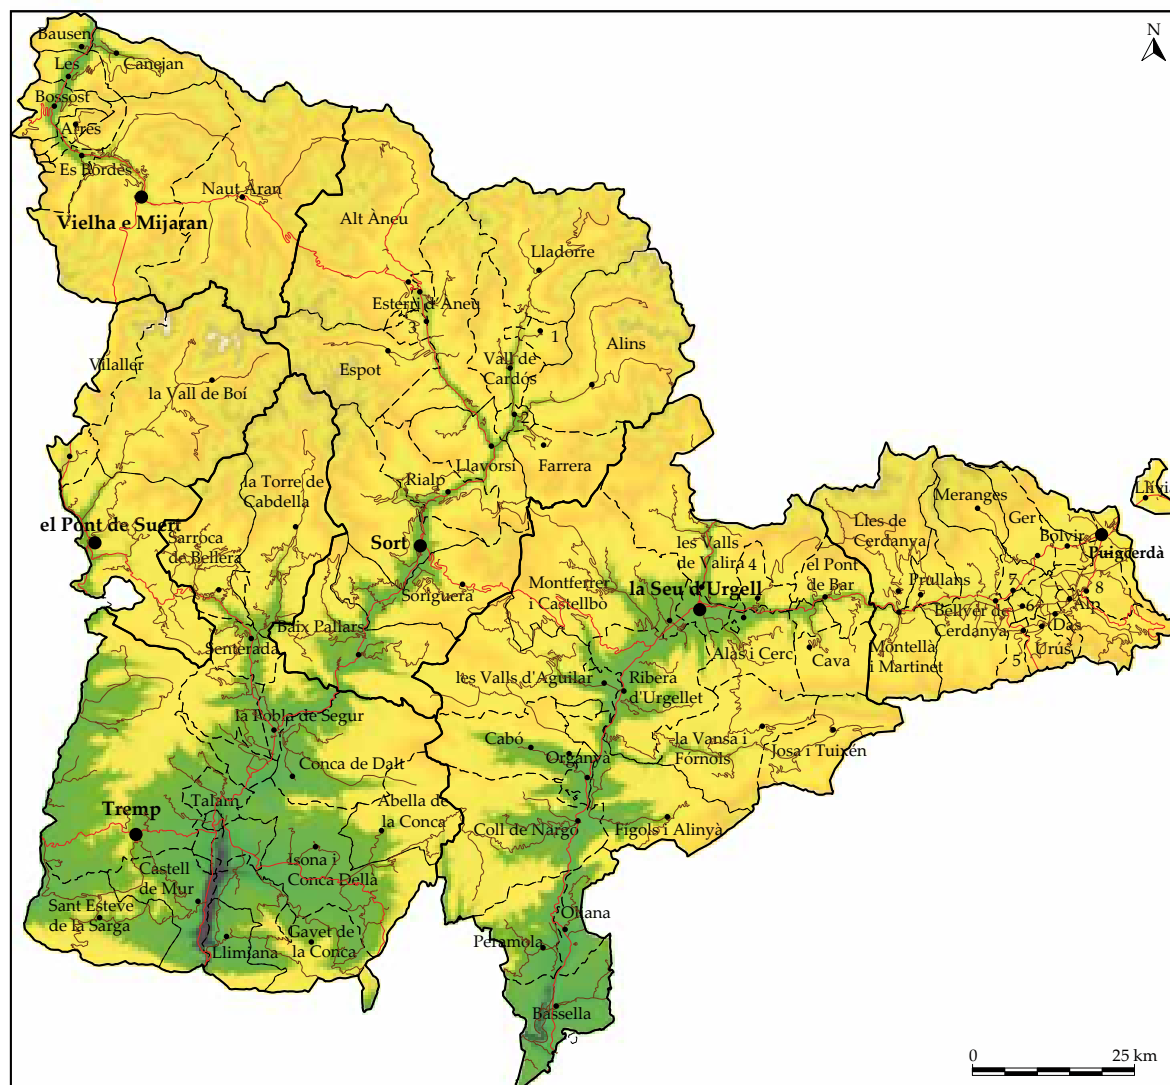 N
Bausen
Canejan
Les
Bossòst
Arres
Es Bòrdes
Naut Aran
Vielha e Mijaran
Alt Àneu
Lladorre
Esterri d'Àneu
3
1
Vilaller
Espot
Vall de
Cardós
Alins
la Vall de Boí
2
Llavorsí
Farrera
Rialp
la Torre de
Cabdella
Meranges
Llívia
Ger
el Pont de Suert
Sarroca
de Bellera
Sort
Lles de
Cerdanya
Bolvir
Puigcerdà
les Valls
de Valira
4
el Pont
de Bar
Soriguera
Montferrer
i Castellbò
la Seu d'Urgell
Prullans
7
8
Bellver de
Cerdanya
6
Alp
Baix Pallars
Das
Senterada
Alàs i Cerc
Cava
Montellà
i Martinet
5
Urús
les Valls d'Aguilar
Ribera
d'Urgellet
la Pobla de Segur
Cabó
la Vansa i
Fórnols
Josa i Tuixén
Organyà
Conca de Dalt
Talarn
Abella de
la Conca
Tremp
Coll de Nargó
Fígols i Alinyà
Castell
de Mur
Isona i
Conca Dellà
Sant Esteve
de la Sarga
Oliana
Gavet de
la Conca
Peramola
Llimiana
Bassella
0
25 km